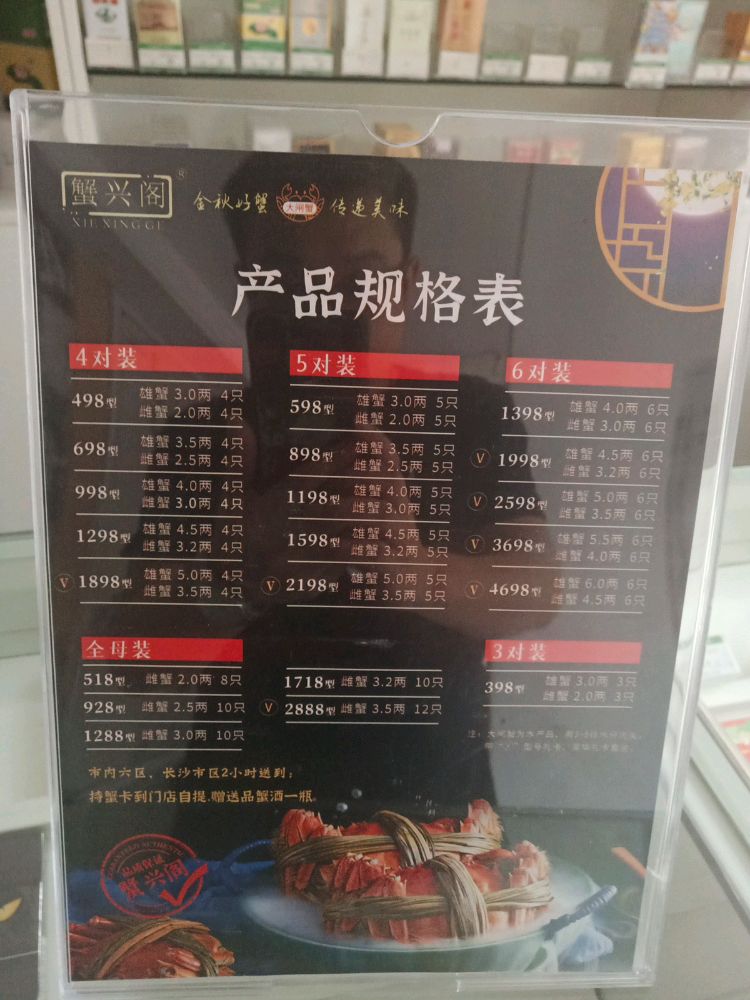 蟹兴阁®
XIE XING GE
金秋好蟹 大闸蟹 传递美味
产品规格表
4对装
498型 雄蟹 3.0两 4只
雌蟹 2.0两 4只
698型 雄蟹 3.5两 4只
雌蟹 2.5两 4只
998型 雄蟹 4.0两 4只
雌蟹 3.0两 4只
1298型 雄蟹 4.5两 4只
雌蟹 3.2两 4只
V 1898型 雄蟹 5.0两 4只
雌蟹 3.5两 4只
5对装
598型 雄蟹 3.0两 5只
雌蟹 2.0两 5只
898型 雄蟹 3.5两 5只
雌蟹 2.5两 5只
1198型 雄蟹 4.0两 5只
雌蟹 3.0两 5只
1598型 雄蟹 4.5两 5只
雌蟹 3.2两 5只
V 2198型 雄蟹 5.0两 5只
雌蟹 3.5两 5只
6对装
1398型 雄蟹 4.0两 6只
雌蟹 3.0两 6只
V 1998型 雄蟹 4.5两 6只
雌蟹 3.2两 6只
V 2598型 雄蟹 5.0两 6只
雌蟹 3.5两 6只
V 3698型 雄蟹 5.5两 6只
雌蟹 4.0两 6只
V 4698型 雄蟹 6.0两 6只
雌蟹 4.5两 6只
全母装
518型 雌蟹 2.0两 8只
928型 雌蟹 2.5两 10只
1288型 雌蟹 3.0两 10只
1718型 雌蟹 3.2两 10只
V 2888型 雌蟹 3.5两 12只
3对装
398型 雄蟹 3.0两 3只
雌蟹 2.0两 3只
注：大闸蟹为水产品，
市内六区、长沙市区2小时送到；
持蟹卡到门店自提，赠送品蟹酒一瓶。
品质保证
蟹兴阁